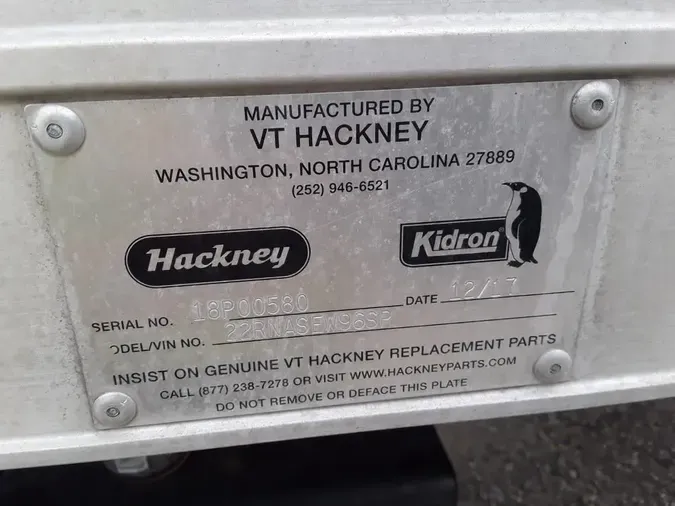 MANUFACTURED BY
VT HACKNEY
WASHINGTON, NORTH CAROLINA 27889
(252) 946-6521
Hackney
Kidron
SERIAL NO. 18P00580 DATE 12/17
ODEL/VIN NO. 22RNASFW96SP
INSIST ON GENUINE VT HACKNEY REPLACEMENT PARTS
CALL (877) 238-7278 OR VISIT WWW.HACKNEYPARTS.COM
DO NOT REMOVE OR DEFACE THIS PLATE